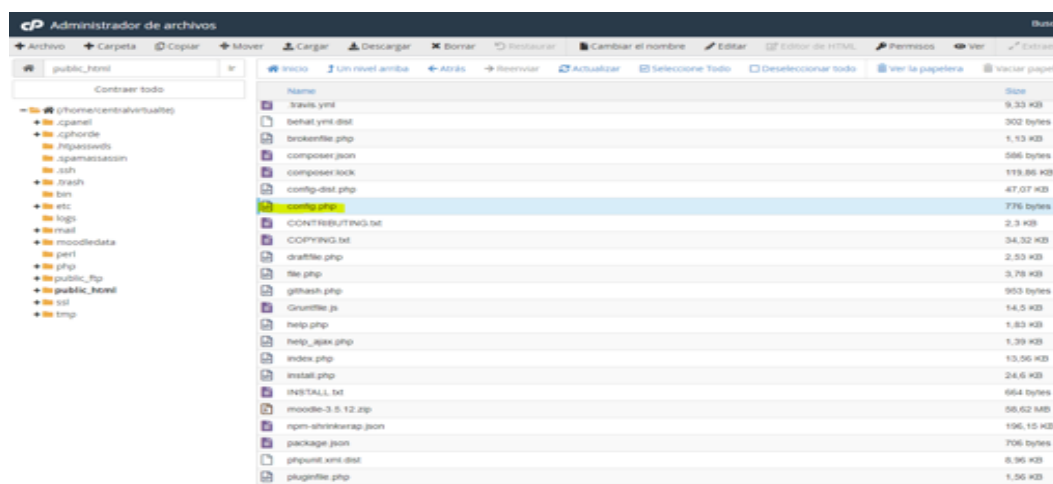 cP Administrador de archivos
+ Archivo + Carpeta Copiar Mover Cargar Descargar Borrar Restaurar Cambiar el nombre Editar Editor de HTML Permisos Ver
public_html Ir Inicio Un nivel arriba Atrás Reenviar Actualizar Seleccione Todo Deseleccionar todo Ver la papelera Vaciar
Contraer todo
Name Size
(/home/centralvirtualte)
.cpanel
.cphorde
.htpasswds
.spamassassin
.ssh
.trash
bin
etc
logs
mail
moodledata
perl
php
public_ftp
public_html
ssl
tmp
.travis.yml 9,33 KB
behat.yml.dist 302 bytes
brokenfile.php 1,13 KB
composer.json 586 bytes
composer.lock 119,86 KB
config-dist.php 47,07 KB
config.php 776 bytes
CONTRIBUTING.txt 2,3 KB
COPYING.txt 34,32 KB
draftfile.php 2,53 KB
file.php 3,78 KB
githash.php 953 bytes
Gruntfile.js 14,5 KB
help.php 1,83 KB
help_ajax.php 1,39 KB
index.php 13,56 KB
install.php 24,6 KB
INSTALL.txt 664 bytes
moodle-3.5.12.zip 58,62 MB
npm-shrinkwrap.json 196,15 KB
package.json 706 bytes
phpunit.xml.dist 8,96 KB
pluginfile.php 1,56 KB